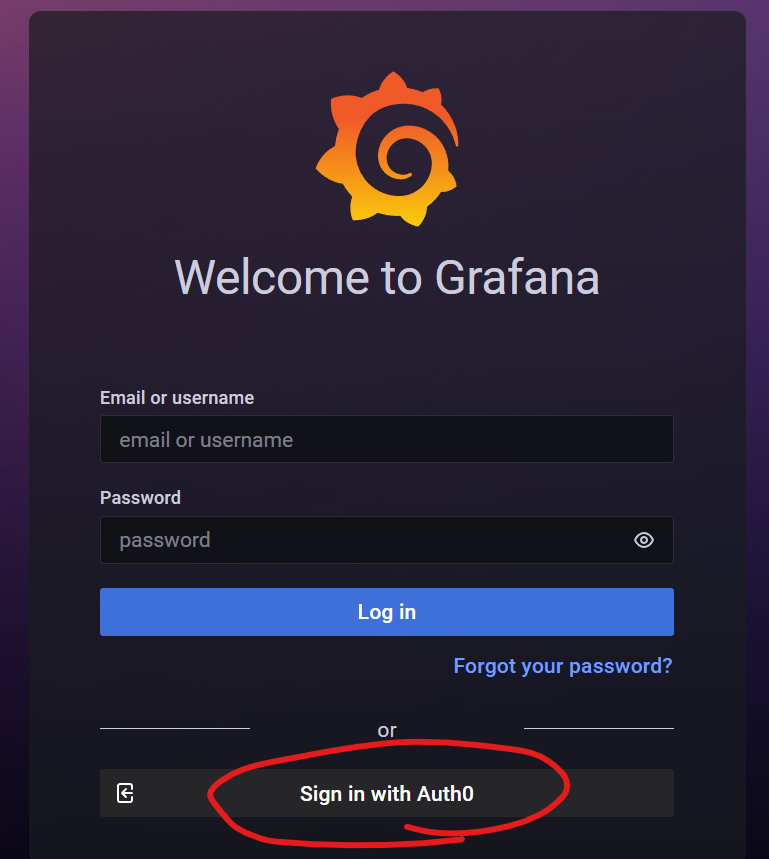 Welcome to Grafana
Email or username
email or username
Password
password
Log in
Forgot your password?
or
Sign in with Auth0